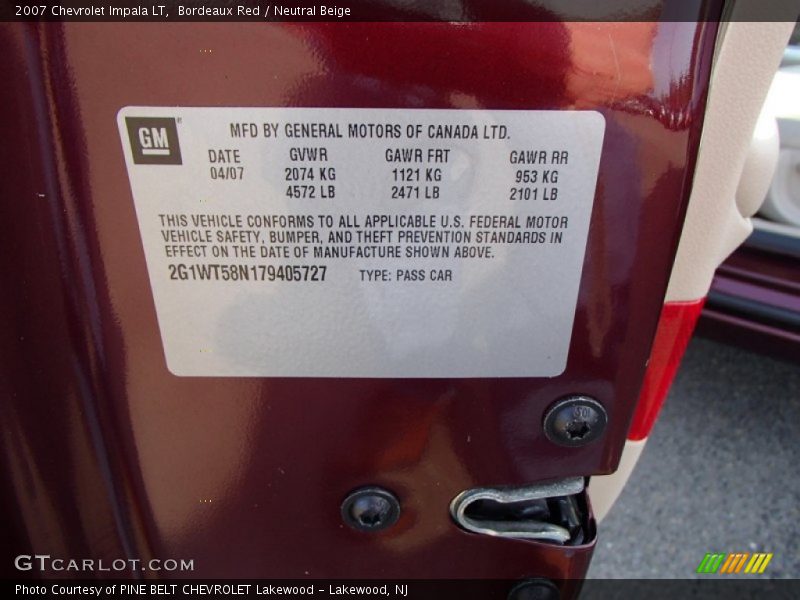 2007 Chevrolet Impala LT, Bordeaux Red / Neutral Beige
GM
MFD BY GENERAL MOTORS OF CANADA LTD.
DATE GVWR GAWR FRT GAWR RR
04/07 2074 KG 1121 KG 953 KG
4572 LB 2471 LB 2101 LB
THIS VEHICLE CONFORMS TO ALL APPLICABLE U.S. FEDERAL MOTOR
VEHICLE SAFETY, BUMPER, AND THEFT PREVENTION STANDARDS IN
EFFECT ON THE DATE OF MANUFACTURE SHOWN ABOVE.
2G1WT58N179405727 TYPE: PASS CAR
GTCARLOT.COM
Photo Courtesy of PINE BELT CHEVROLET Lakewood - Lakewood, NJ